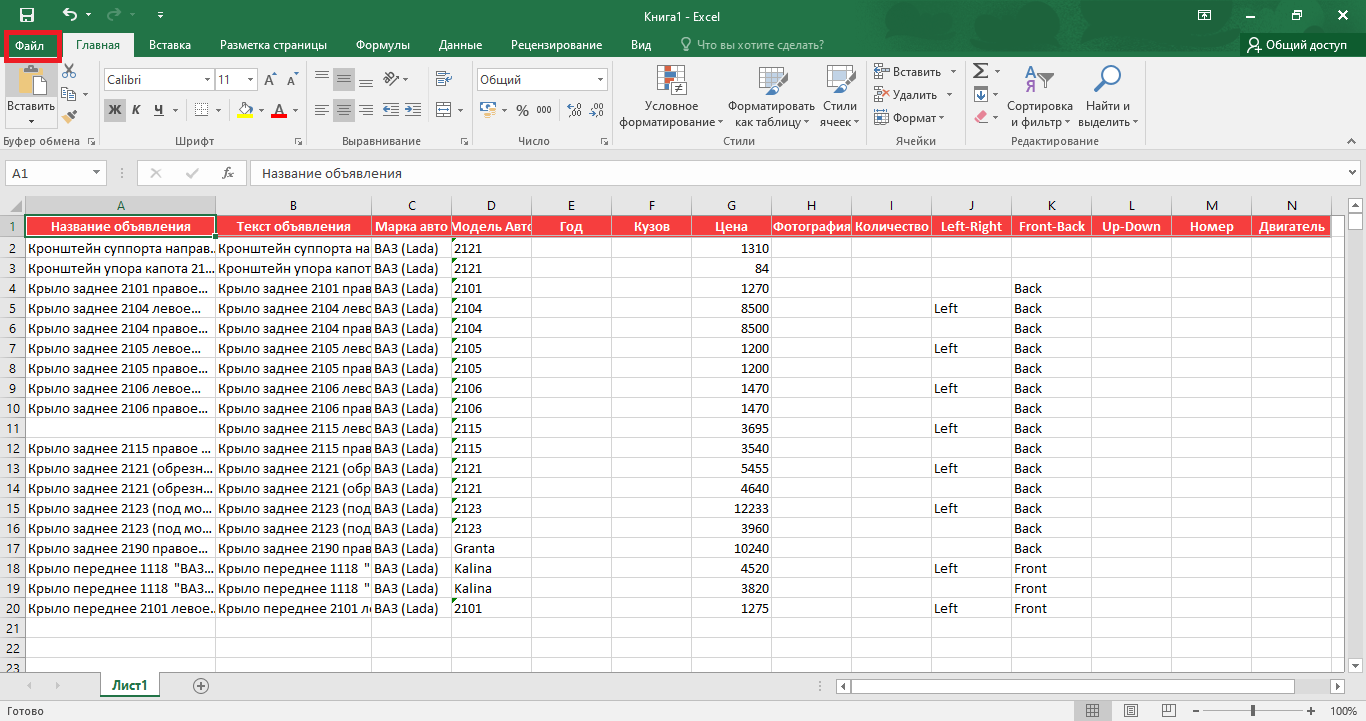 Книга1 - Excel
Файл Главная Вставка Разметка страницы Формулы Данные Рецензирование Вид Что вы хотите сделать? Общий доступ
Вставить
Буфер обмена
Calibri 11
Ж К Ч А
Шрифт
Выравнивание
Общий
% 000
Число
Условное форматирование
Форматировать как таблицу
Стили ячеек
Стили
Вставить
Удалить
Формат
Ячейки
Сортировка и фильтр
Найти и выделить
Редактирование
A1 fx Название объявления
A B C D E F G H I J K L M N
1 Название объявления Текст объявления Марка авто Модель Авто Год Кузов Цена Фотография Количество Left-Right Front-Back Up-Down Номер Двигатель
2 Кронштейн суппорта направ.. Кронштейн суппорта на ВАЗ (Lada) 2121 1310
3 Кронштейн упора капота 21... Кронштейн упора капот ВАЗ (Lada) 2121 84
4 Крыло заднее 2101 правое... Крыло заднее 2101 прав ВАЗ (Lada) 2101 1270 Back
5 Крыло заднее 2104 левое... Крыло заднее 2104 левс ВАЗ (Lada) 2104 8500 Left Back
6 Крыло заднее 2104 правое... Крыло заднее 2104 прав ВАЗ (Lada) 2104 8500 Back
7 Крыло заднее 2105 левое... Крыло заднее 2105 левс ВАЗ (Lada) 2105 1200 Left Back
8 Крыло заднее 2105 правое... Крыло заднее 2105 прав ВАЗ (Lada) 2105 1200 Back
9 Крыло заднее 2106 левое... Крыло заднее 2106 левс ВАЗ (Lada) 2106 1470 Left Back
10 Крыло заднее 2106 правое... Крыло заднее 2106 прав ВАЗ (Lada) 2106 1470 Back
11 Крыло заднее 2115 левс ВАЗ (Lada) 2115 3695 Left Back
12 Крыло заднее 2115 правое ... Крыло заднее 2115 прав ВАЗ (Lada) 2115 3540 Back
13 Крыло заднее 2121 (обрезн... Крыло заднее 2121 (обр ВАЗ (Lada) 2121 5455 Left Back
14 Крыло заднее 2121 (обрезн... Крыло заднее 2121 (обр ВАЗ (Lada) 2121 4640 Back
15 Крыло заднее 2123 (под мо... Крыло заднее 2123 (под ВАЗ (Lada) 2123 12233 Left Back
16 Крыло заднее 2123 (под мо... Крыло заднее 2123 (под ВАЗ (Lada) 2123 3960 Back
17 Крыло заднее 2190 правое... Крыло заднее 2190 прав ВАЗ (Lada) Granta 10240 Back
18 Крыло переднее 1118 "ВАЗ... Крыло переднее 1118 " ВАЗ (Lada) Kalina 4520 Left Front
19 Крыло переднее 1118 "ВАЗ... Крыло переднее 1118 " ВАЗ (Lada) Kalina 3820 Front
20 Крыло переднее 2101 левое.. Крыло переднее 2101 ле ВАЗ (Lada) 2101 1275 Left Front
21
22
23
Лист1
Готово 100%